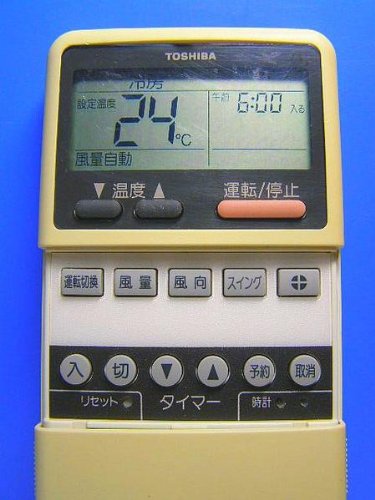 TOSHIBA
冷房
設定温度 24℃ 午前 6:00 入る
風量自動
▼ 温度 ▲ 運転/停止
運転切換 風量 風向 スイング
入 切 ▼ ▲ 予約 取消
リセット タイマー 時計